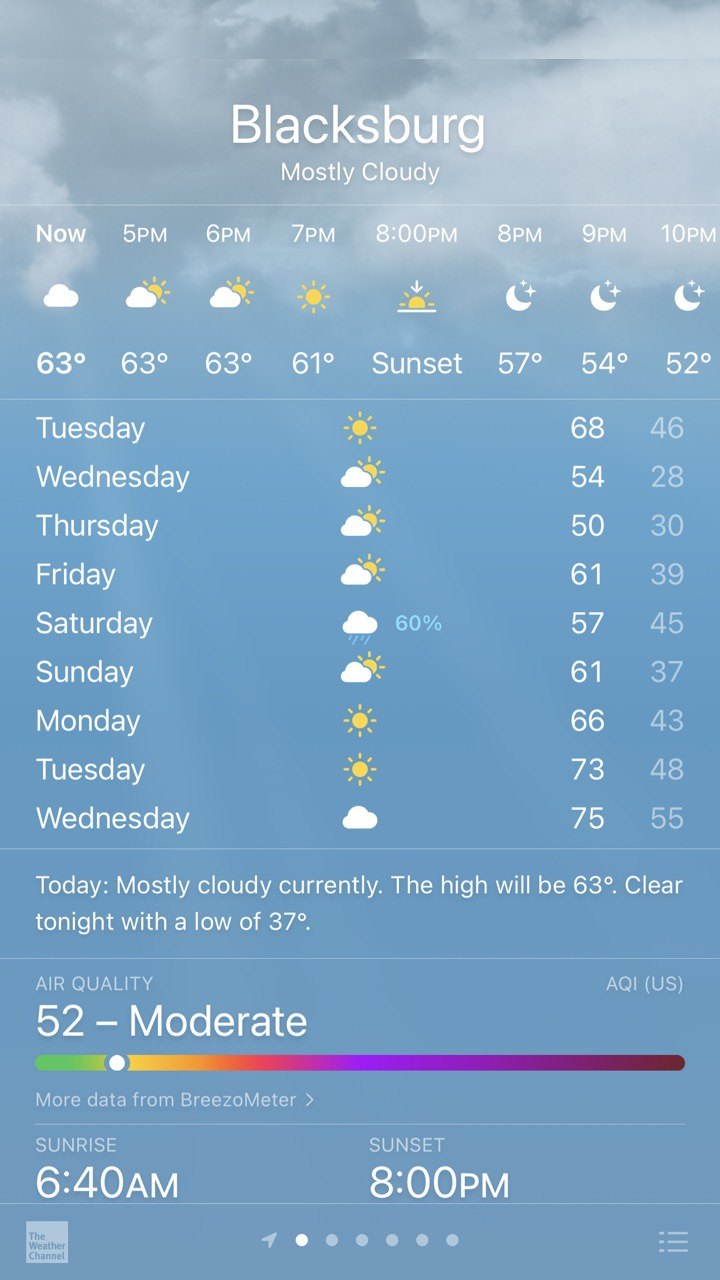 Blacksburg
Mostly Cloudy
Now 5PM 6PM 7PM 8:00PM 8PM 9PM 10PM
63° 63° 63° 61° Sunset 57° 54° 52°
Tuesday 68 46
Wednesday 54 28
Thursday 50 30
Friday 61 39
Saturday 60% 57 45
Sunday 61 37
Monday 66 43
Tuesday 73 48
Wednesday 75 55
Today: Mostly cloudy currently. The high will be 63°. Clear
tonight with a low of 37°.
AIR QUALITY AQI (US)
52 – Moderate
More data from BreezoMeter >
SUNRISE SUNSET
6:40AM 8:00PM
The
Weather
Channel